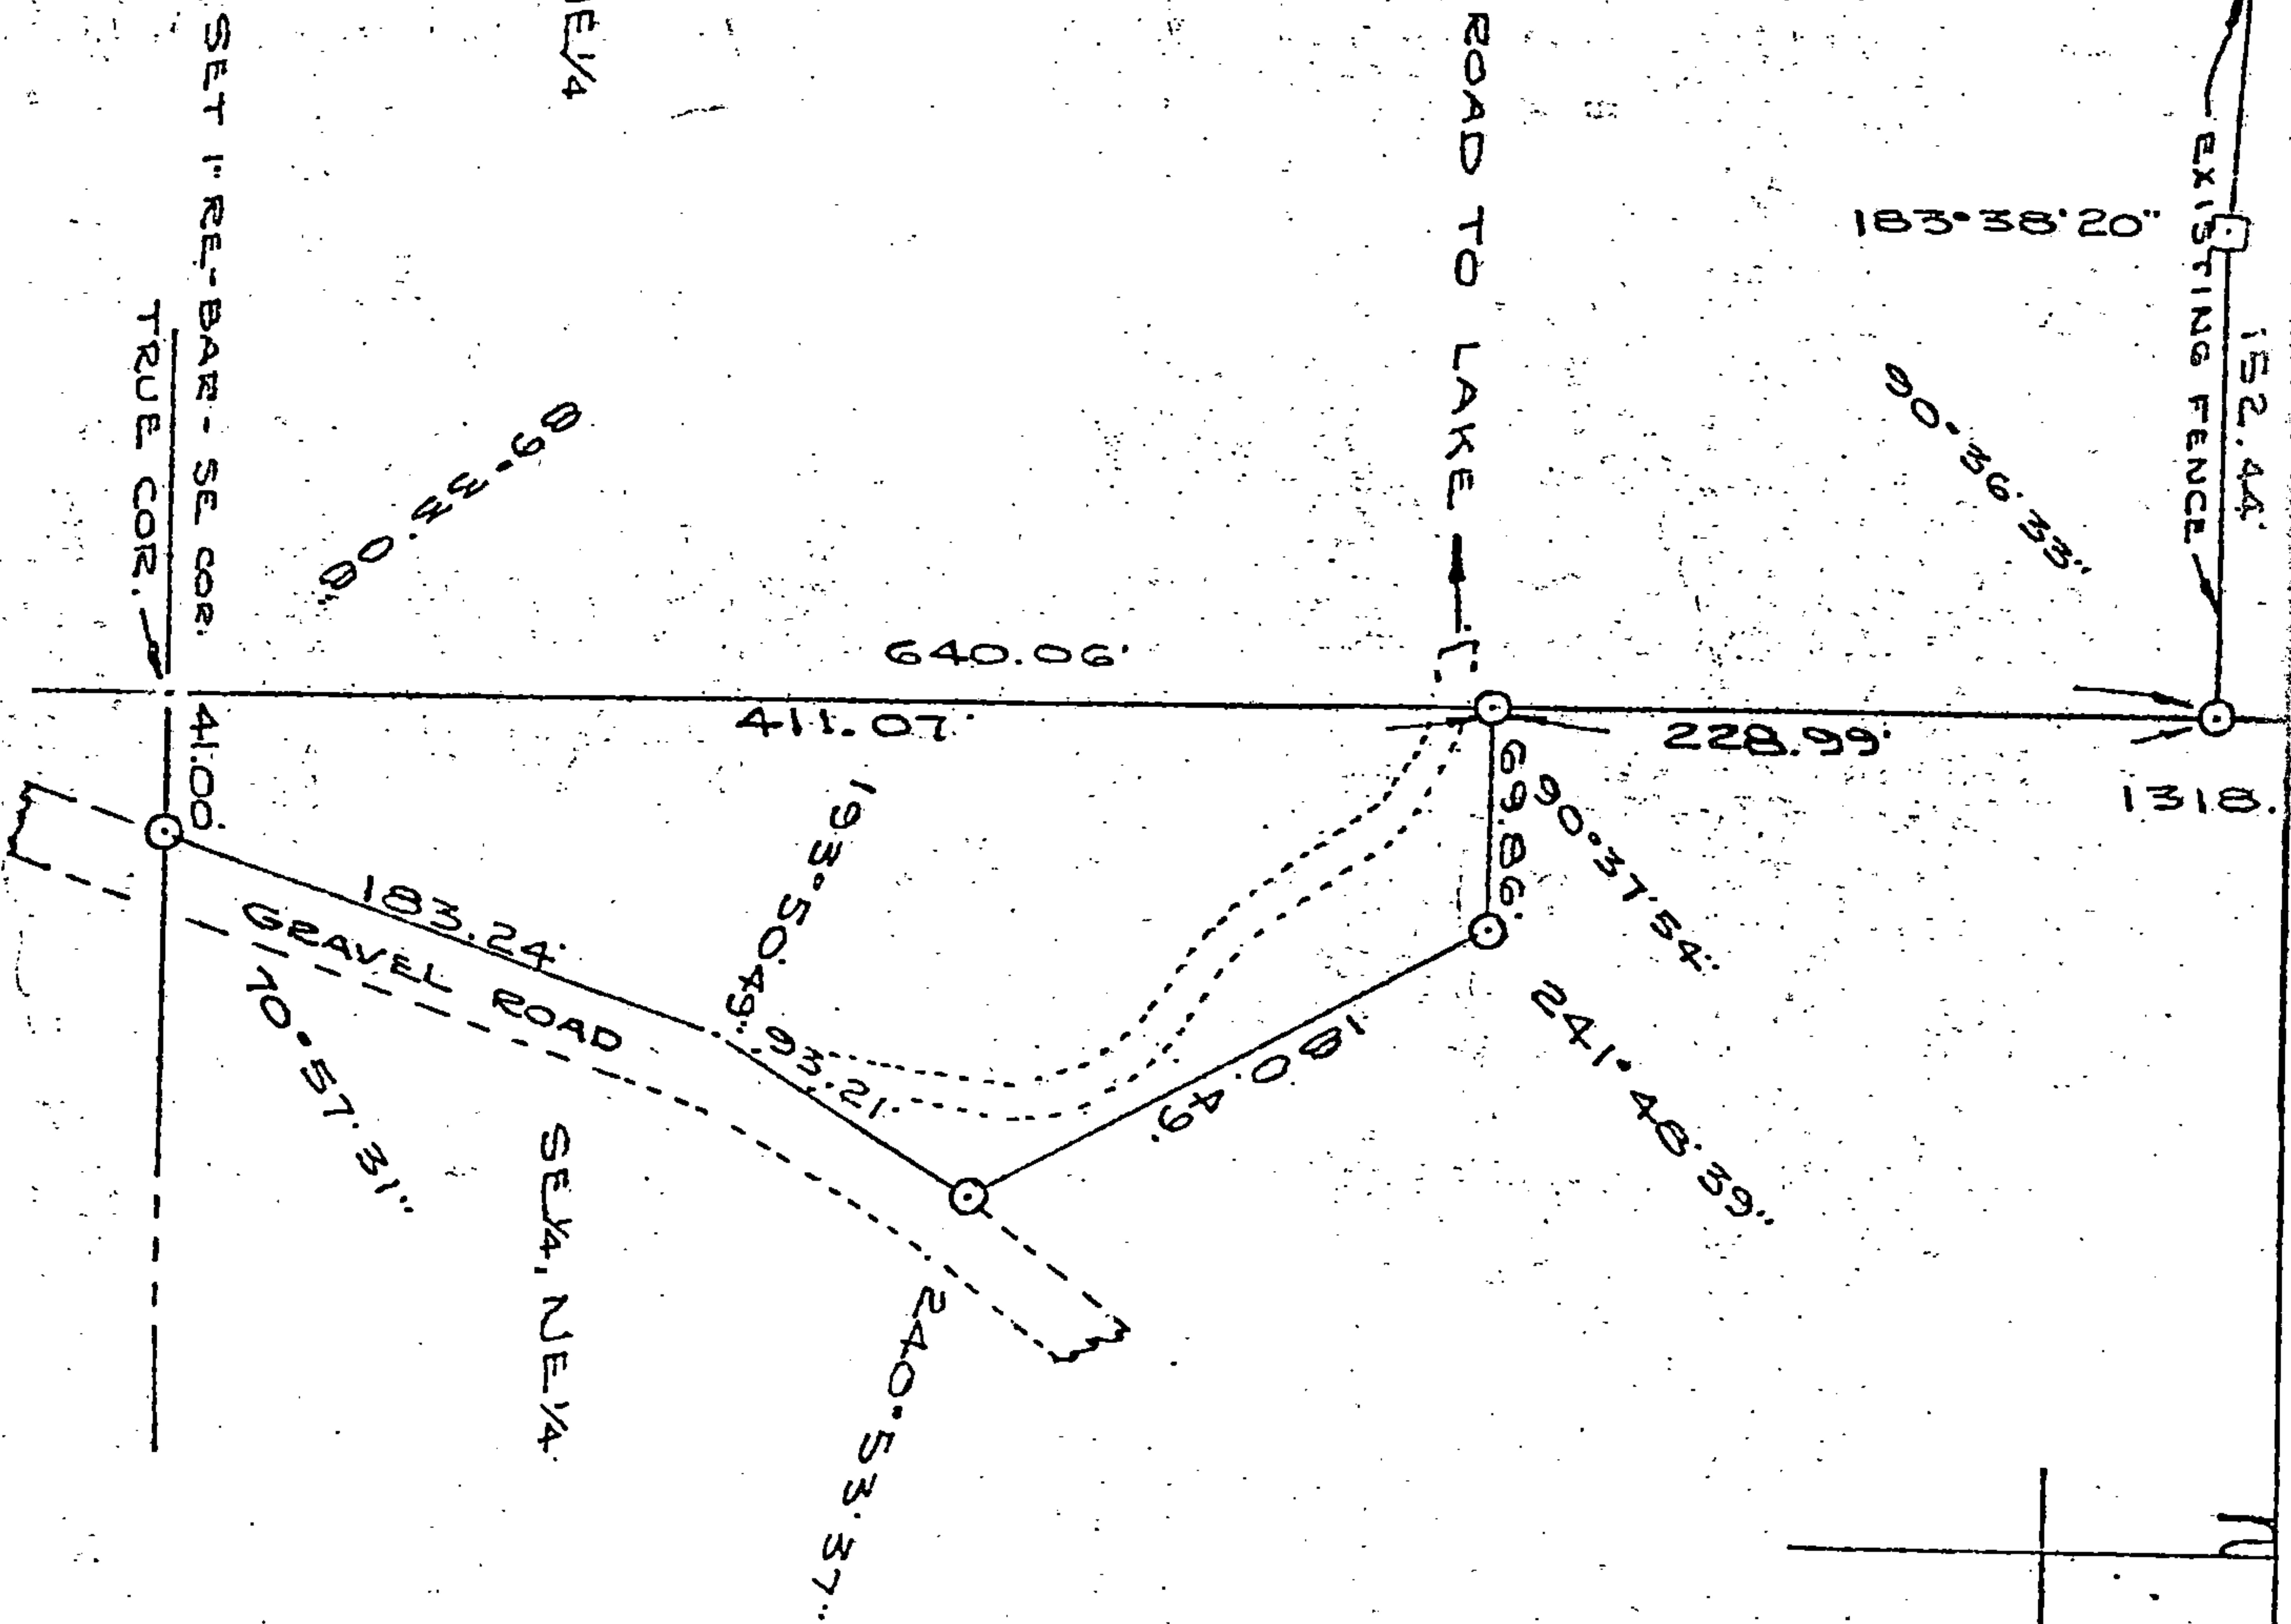 E1/4
SET 1" RE-BAR - SE COR.
TRUE COR.
ROAD TO LAKE
EXISTING FENCE
183°38'20"
152.44'
90°36'33"
89°33'08"
640.06'
411.07'
228.99'
1318.
41.00'
69.86'
90°37'54"
193°50'49"
183.24'
GRAVEL ROAD
93.21'
180.49'
241°48'39"
70°57'31"
SE1/4, NE1/4
240°53'37"